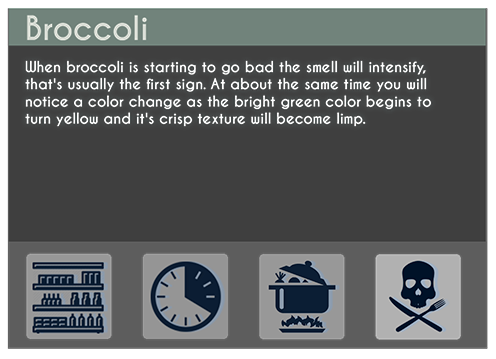 Broccoli
When broccoli is starting to go bad the smell will intensify,
that's usually the first sign. At about the same time you will
notice a color change as the bright green color begins to
turn yellow and it's crisp texture will become limp.